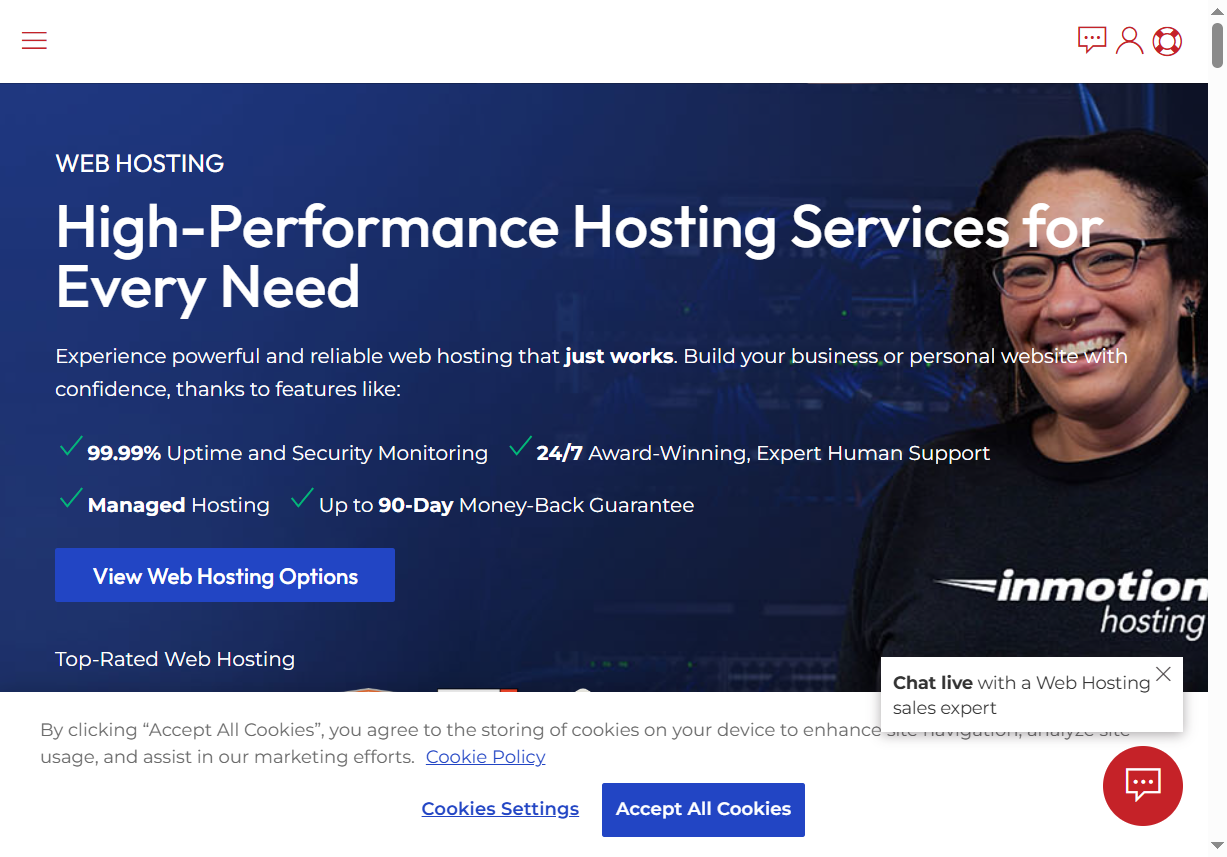 WEB HOSTING
High-Performance Hosting Services for
Every Need
Experience powerful and reliable web hosting that just works. Build your business or personal website with
confidence, thanks to features like:
99.99% Uptime and Security Monitoring 24/7 Award-Winning, Expert Human Support
Managed Hosting Up to 90-Day Money-Back Guarantee
View Web Hosting Options
inmotion
hosting
Top-Rated Web Hosting
Chat live with a Web Hosting
sales expert
By clicking “Accept All Cookies”, you agree to the storing of cookies on your device to enhance site navigation, analyze site
usage, and assist in our marketing efforts. Cookie Policy
Cookies Settings Accept All Cookies